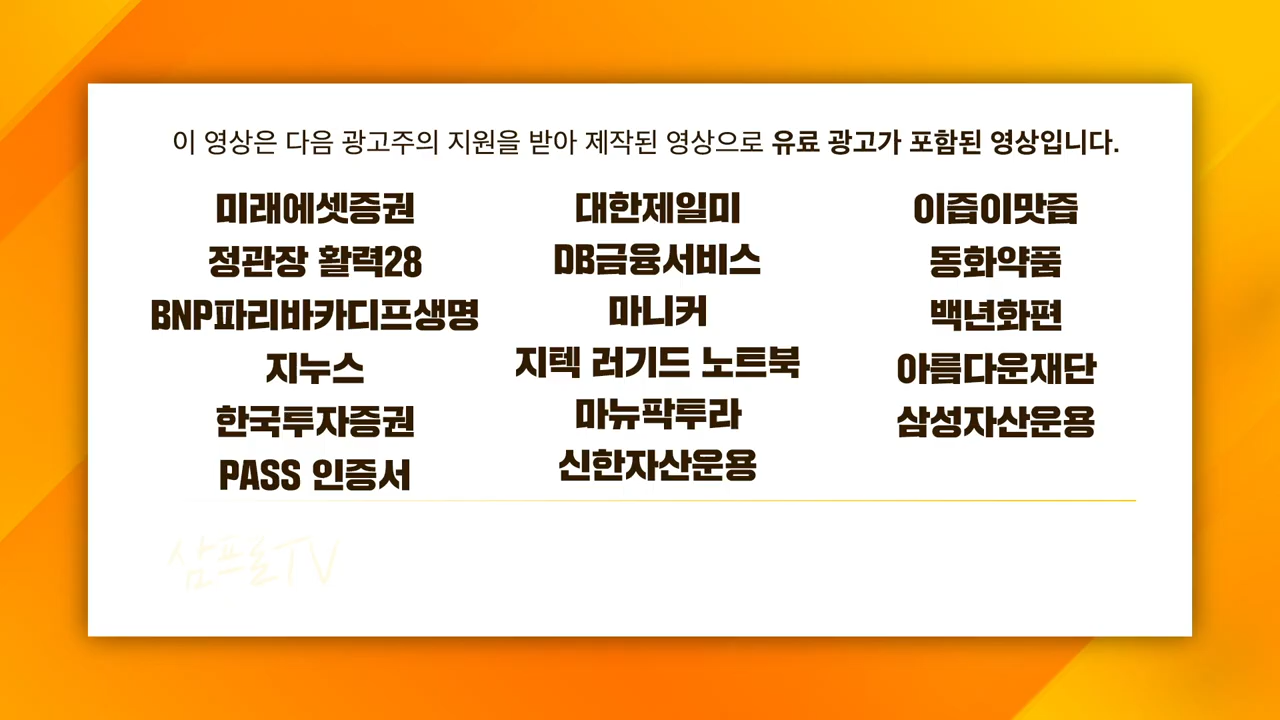 이 영상은 다음 광고주의 지원을 받아 제작된 영상으로 유료 광고가 포함된 영상입니다.
미래에셋증권
정관장 활력28
BNP파리바카디프생명
지누스
한국투자증권
PASS 인증서
대한제일미
DB금융서비스
마니커
지텍 러기드 노트북
마뉴팍투라
신한자산운용
이즙이맛즙
동화약품
백년화편
아름다운재단
삼성자산운용
삼프로TV